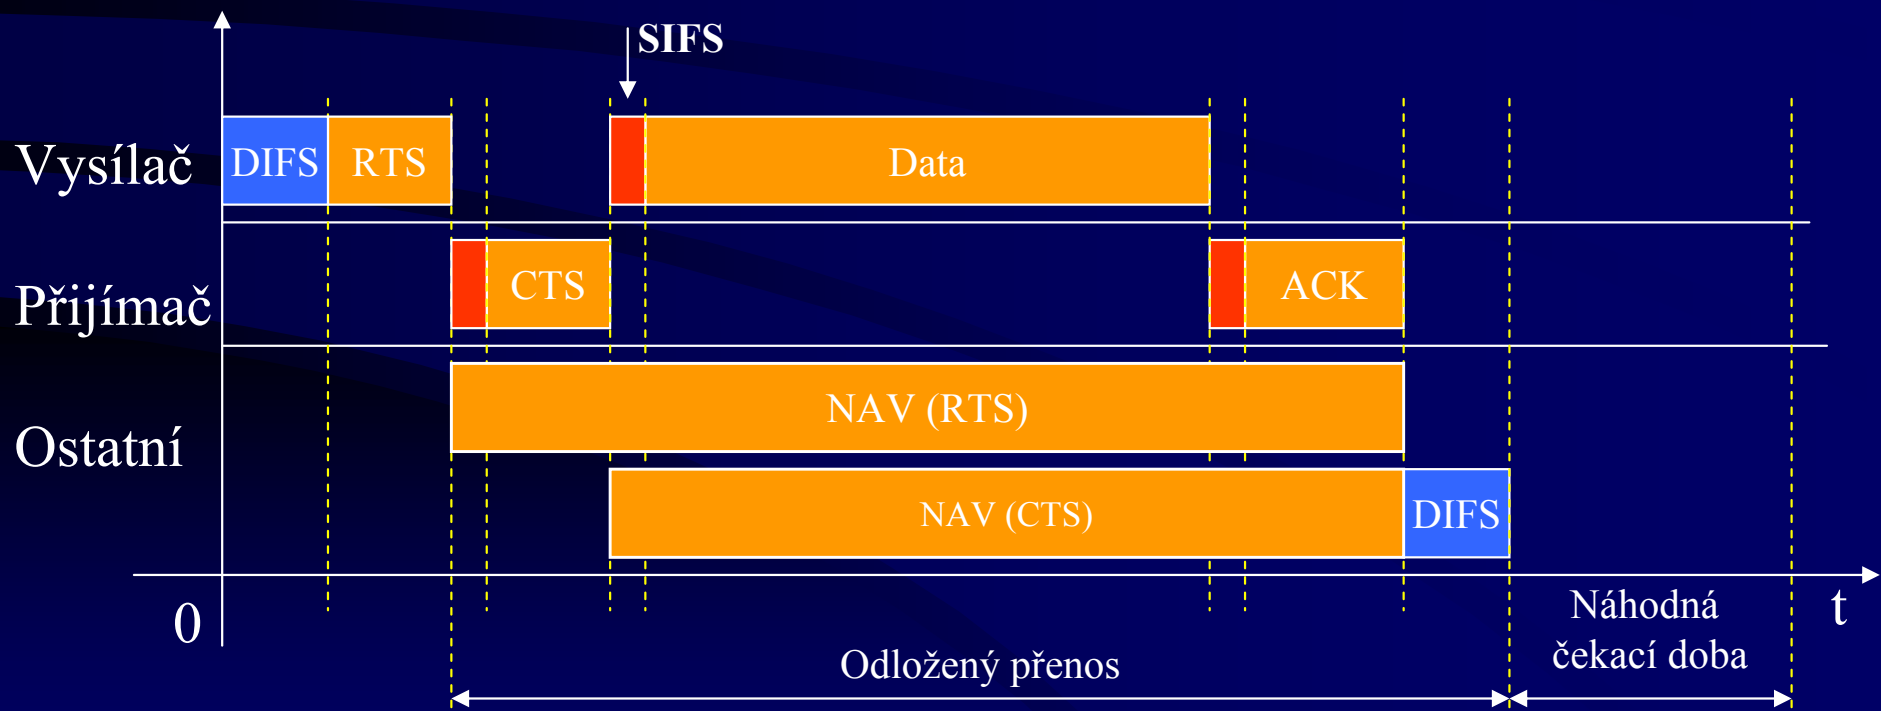 SIFS
Vysílač
DIFS
RTS
Data
Přijímač
CTS
ACK
Ostatní
NAV (RTS)
NAV (CTS)
DIFS
0
t
Náhodná
čekací doba
Odložený přenos